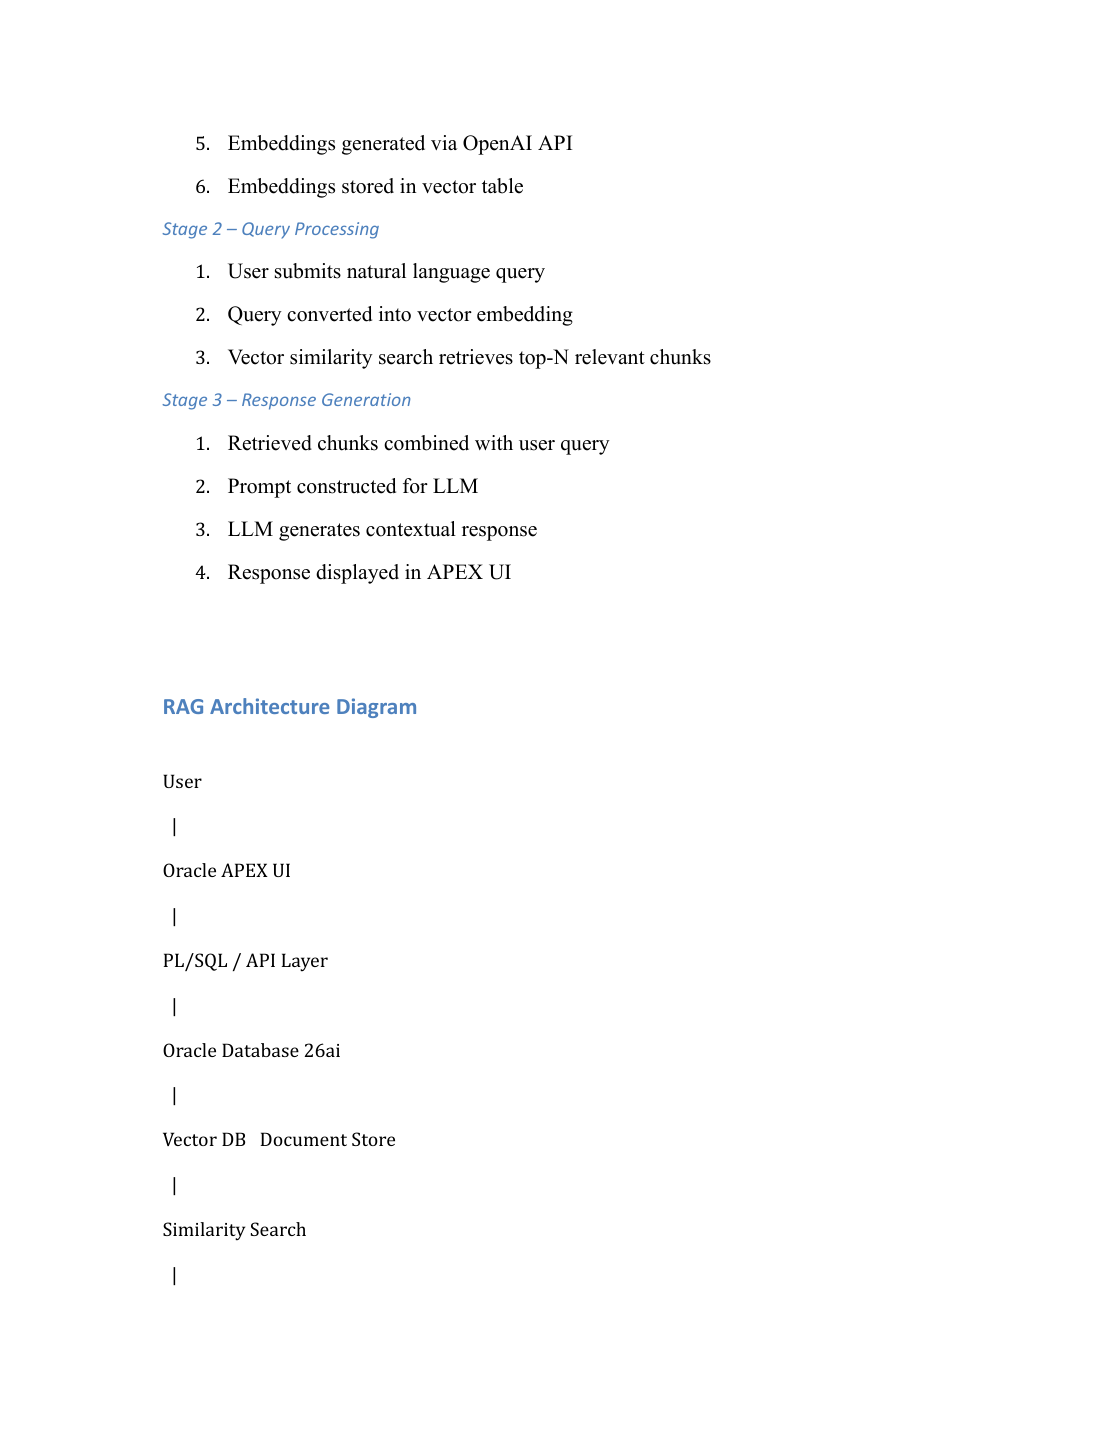 5. Embeddings generated via OpenAI API
6. Embeddings stored in vector table
Stage 2 – Query Processing
1. User submits natural language query
2. Query converted into vector embedding
3. Vector similarity search retrieves top-N relevant chunks
Stage 3 – Response Generation
1. Retrieved chunks combined with user query
2. Prompt constructed for LLM
3. LLM generates contextual response
4. Response displayed in APEX UI
RAG Architecture Diagram
User
|
Oracle APEX UI
|
PL/SQL / API Layer
|
Oracle Database 26ai
|
Vector DB   Document Store
|
Similarity Search
|